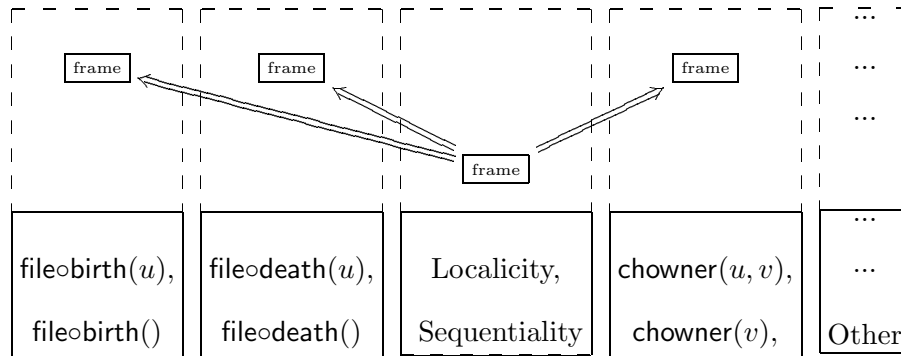 ...
frame frame frame ...
...
frame
...
file∘birth(u), file∘death(u), Localicity, chowner(u, v), ...
file∘birth() file∘death() Sequentiality chowner(v), Other